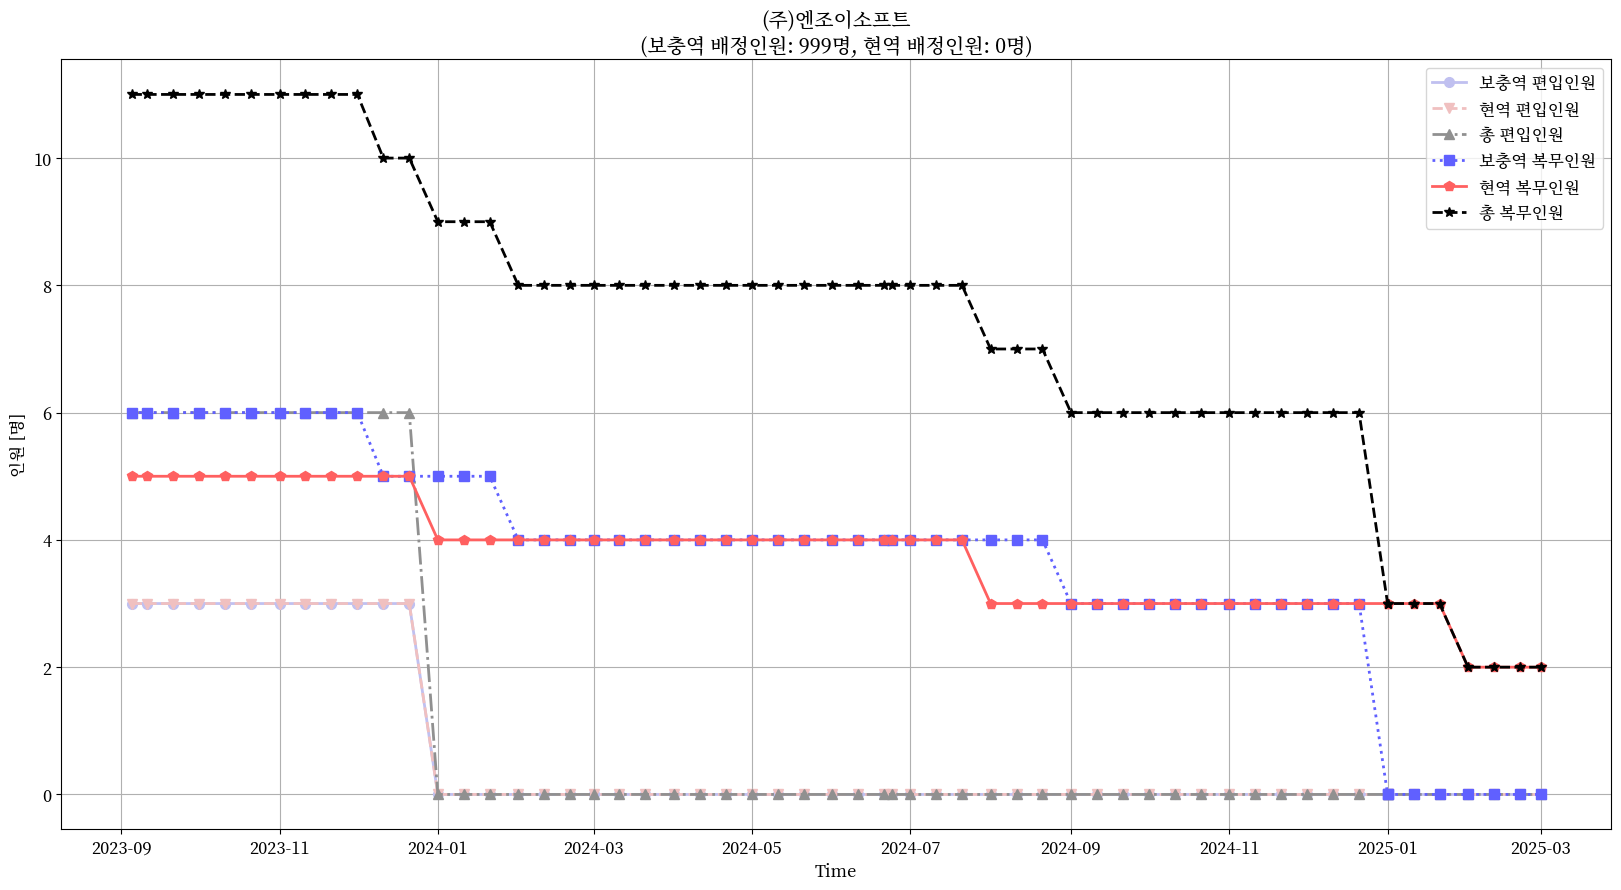 (주)엔조이소프트
(보충역 배정인원: 999명, 현역 배정인원: 0명)
보충역 편입인원
현역 편입인원
총 편입인원
보충역 복무인원
현역 복무인원
총 복무인원
인원 [명]
10
8
6
4
2
0
2023-09 2023-11 2024-01 2024-03 2024-05 2024-07 2024-09 2024-11 2025-01 2025-03
Time